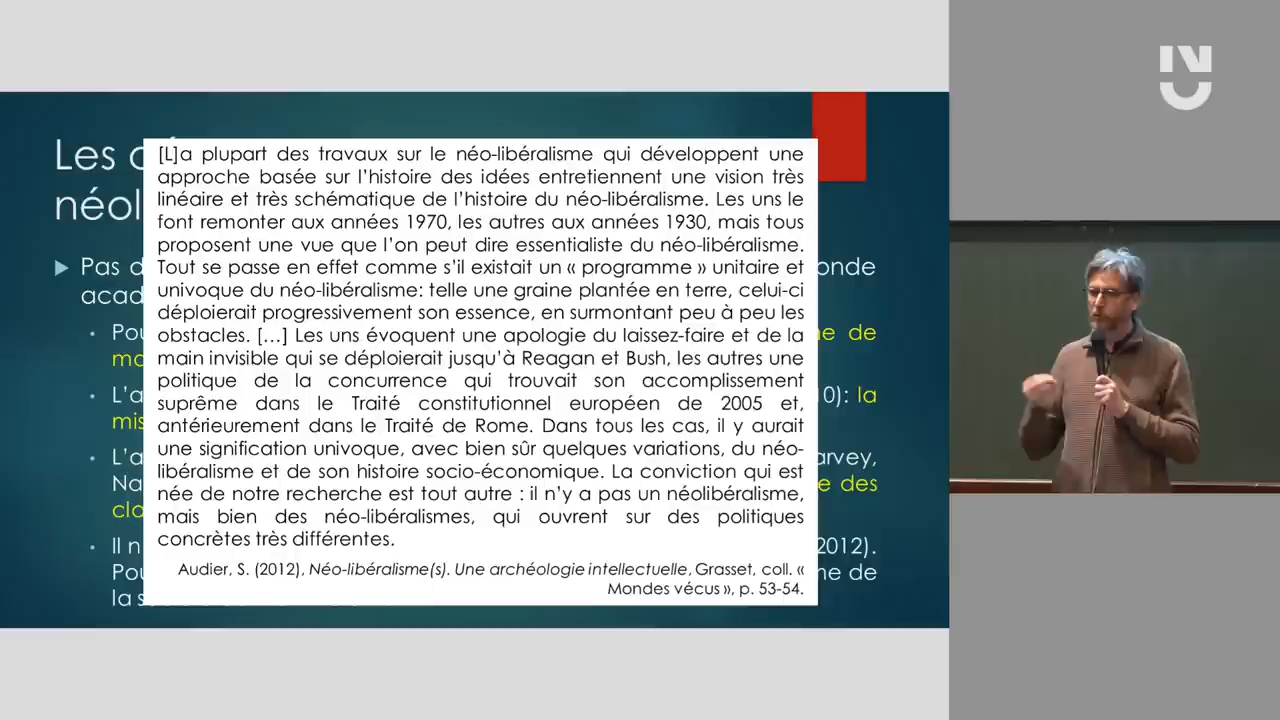 Les
néol
[L]a plupart des travaux sur le néo-libéralisme qui développent une
approche basée sur l'histoire des idées entretiennent une vision très
linéaire et très schématique de l'histoire du néo-libéralisme. Les uns le
font remonter aux années 1970, les autres aux années 1930, mais tous
proposent une vue que l'on peut dire essentialiste du néo-libéralisme.
Tout se passe en effet comme s'il existait un « programme » unitaire et
univoque du néo-libéralisme: telle une graine plantée en terre, celui-ci
déploierait progressivement son essence, en surmontant peu à peu les
obstacles. […] Les uns évoquent une apologie du laissez-faire et de la
main invisible qui se déploierait jusqu'à Reagan et Bush, les autres une
politique de la concurrence qui trouvait son accomplissement
suprême dans le Traité constitutionnel européen de 2005 et,
antérieurement dans le Traité de Rome. Dans tous les cas, il y aurait
une signification univoque, avec bien sûr quelques variations, du néo-
libéralisme et de son histoire socio-économique. La conviction qui est
née de notre recherche est tout autre : il n'y a pas un néolibéralisme,
mais bien des néo-libéralismes, qui ouvrent sur des politiques
concrètes très différentes.
Audier, S. (2012), Néo-libéralisme(s). Une archéologie intellectuelle, Grasset, coll. «
Mondes vécus », p. 53-54.
Pas d onde
acad
Pou ne de
ma
L'a 10): la
mis
L'a arvey,
Na e des
cla
Il n 2012).
Pou me de
la s